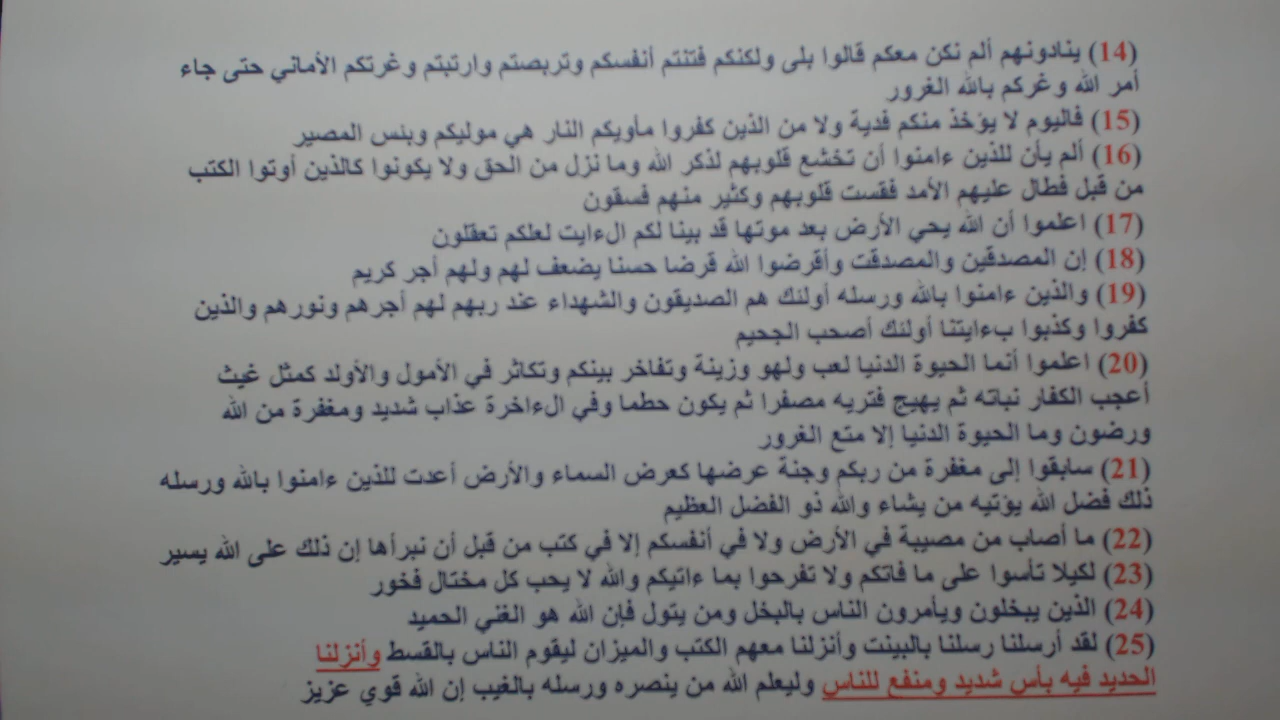 (14) ينادونهم ألم نكن معكم قالوا بلى ولكنكم فتنتم أنفسكم وتربصتم وارتبتم وغرتكم الأماني حتى جاء
أمر الله وغركم بالله الغرور
(15) فاليوم لا يؤخذ منكم فدية ولا من الذين كفروا مأويكم النار هي موليكم وبئس المصير
(16) ألم يأن للذين ءامنوا أن تخشع قلوبهم لذكر الله وما نزل من الحق ولا يكونوا كالذين أوتوا الكتب
من قبل فطال عليهم الأمد فقست قلوبهم وكثير منهم فسقون
(17) اعلموا أن الله يحي الأرض بعد موتها قد بينا لكم الءايت لعلكم تعقلون
(18) إن المصدقين والمصدقت وأقرضوا الله قرضا حسنا يضعف لهم ولهم أجر كريم
(19) والذين ءامنوا بالله ورسله أولئك هم الصديقون والشهداء عند ربهم لهم أجرهم ونورهم والذين
كفروا وكذبوا بءايتنا أولئك أصحب الجحيم
(20) اعلموا أنما الحيوة الدنيا لعب ولهو وزينة وتفاخر بينكم وتكاثر في الأمول والأولد كمثل غيث
أعجب الكفار نباته ثم يهيج فتريه مصفرا ثم يكون حطما وفي الءاخرة عذاب شديد ومغفرة من الله
ورضون وما الحيوة الدنيا إلا متع الغرور
(21) سابقوا إلى مغفرة من ربكم وجنة عرضها كعرض السماء والأرض أعدت للذين ءامنوا بالله ورسله
ذلك فضل الله يؤتيه من يشاء والله ذو الفضل العظيم
(22) ما أصاب من مصيبة في الأرض ولا في أنفسكم إلا في كتب من قبل أن نبرأها إن ذلك على الله يسير
(23) لكيلا تأسوا على ما فاتكم ولا تفرحوا بما ءاتيكم والله لا يحب كل مختال فخور
(24) الذين يبخلون ويأمرون الناس بالبخل ومن يتول فإن الله هو الغني الحميد
(25) لقد أرسلنا رسلنا بالبينت وأنزلنا معهم الكتب والميزان ليقوم الناس بالقسط وأنزلنا
الحديد فيه بأس شديد ومنفع للناس وليعلم الله من ينصره ورسله بالغيب إن الله قوي عزيز